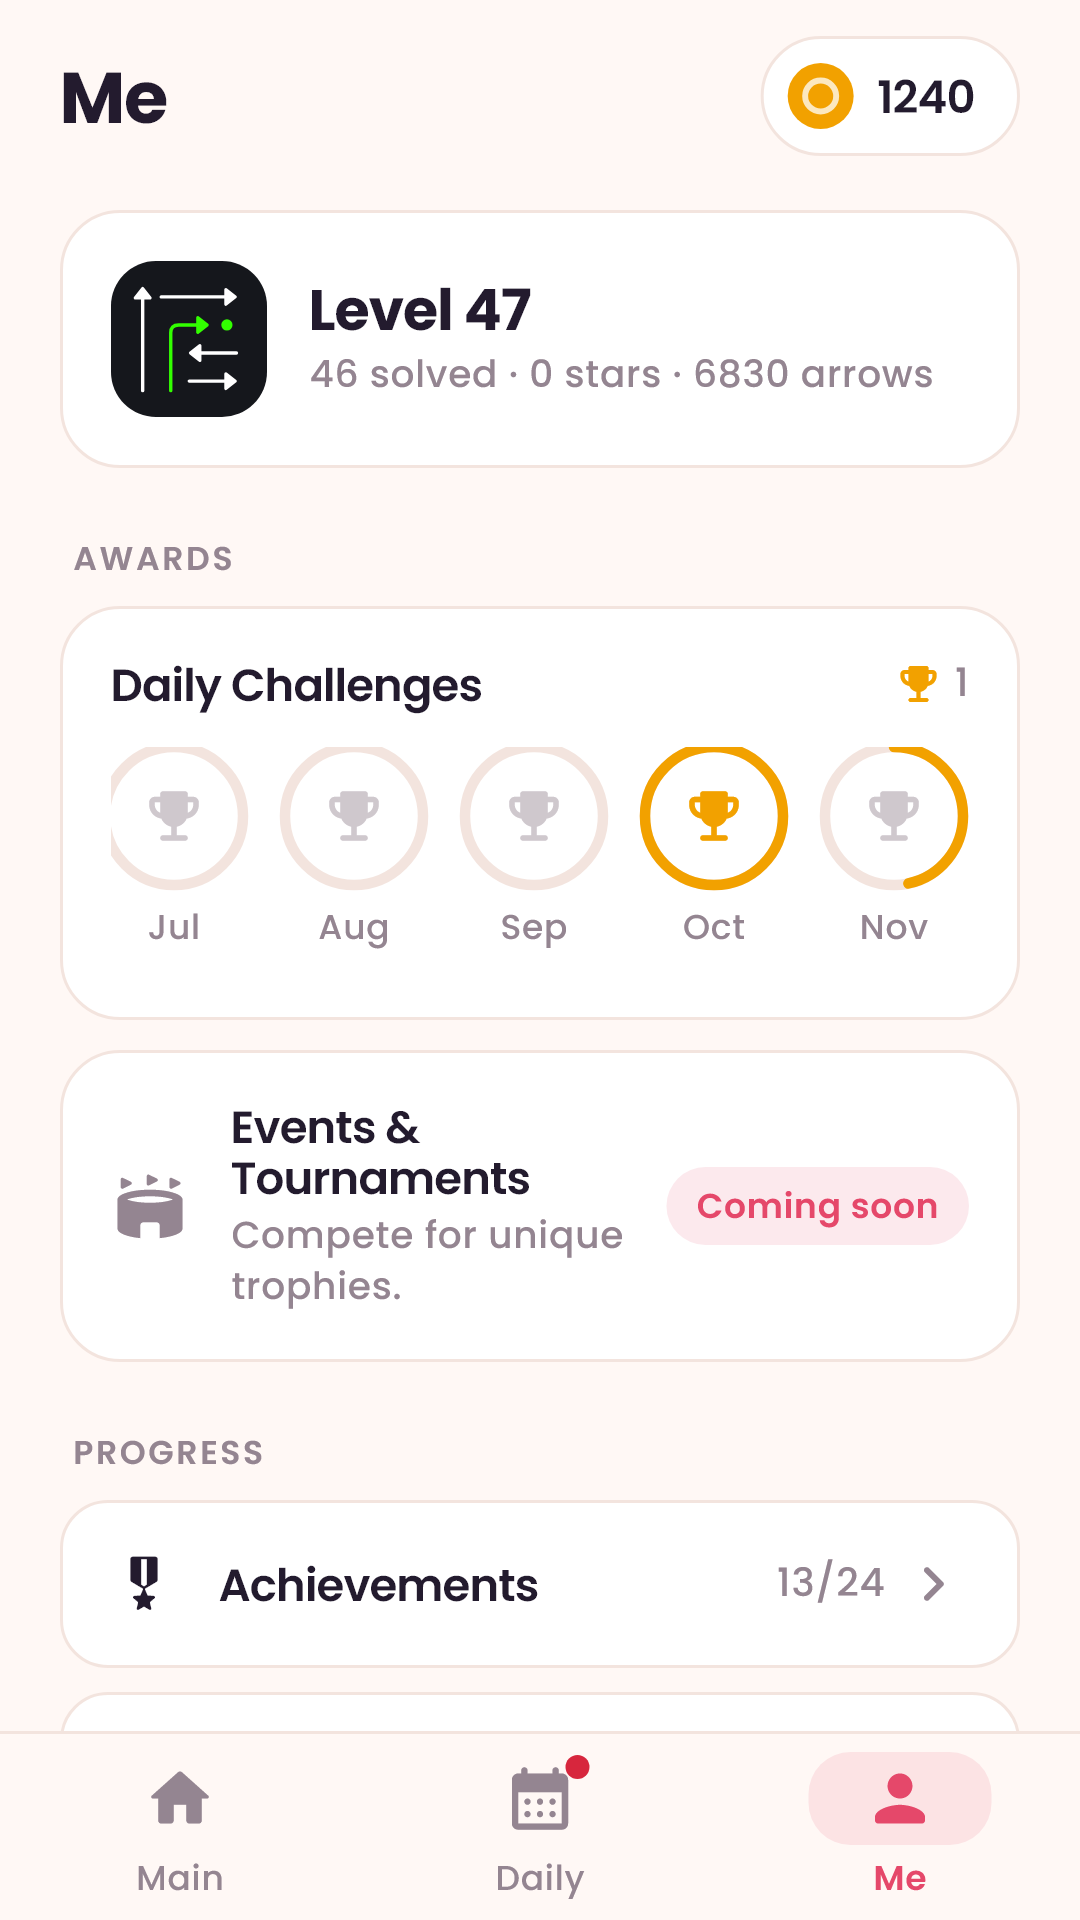 Me
1240
Level 47
46 solved · 0 stars · 6830 arrows
AWARDS
Daily Challenges
1
Jul
Aug
Sep
Oct
Nov
Events &
Tournaments
Compete for unique
trophies.
Coming soon
PROGRESS
Achievements
13/24
Main
Daily
Me